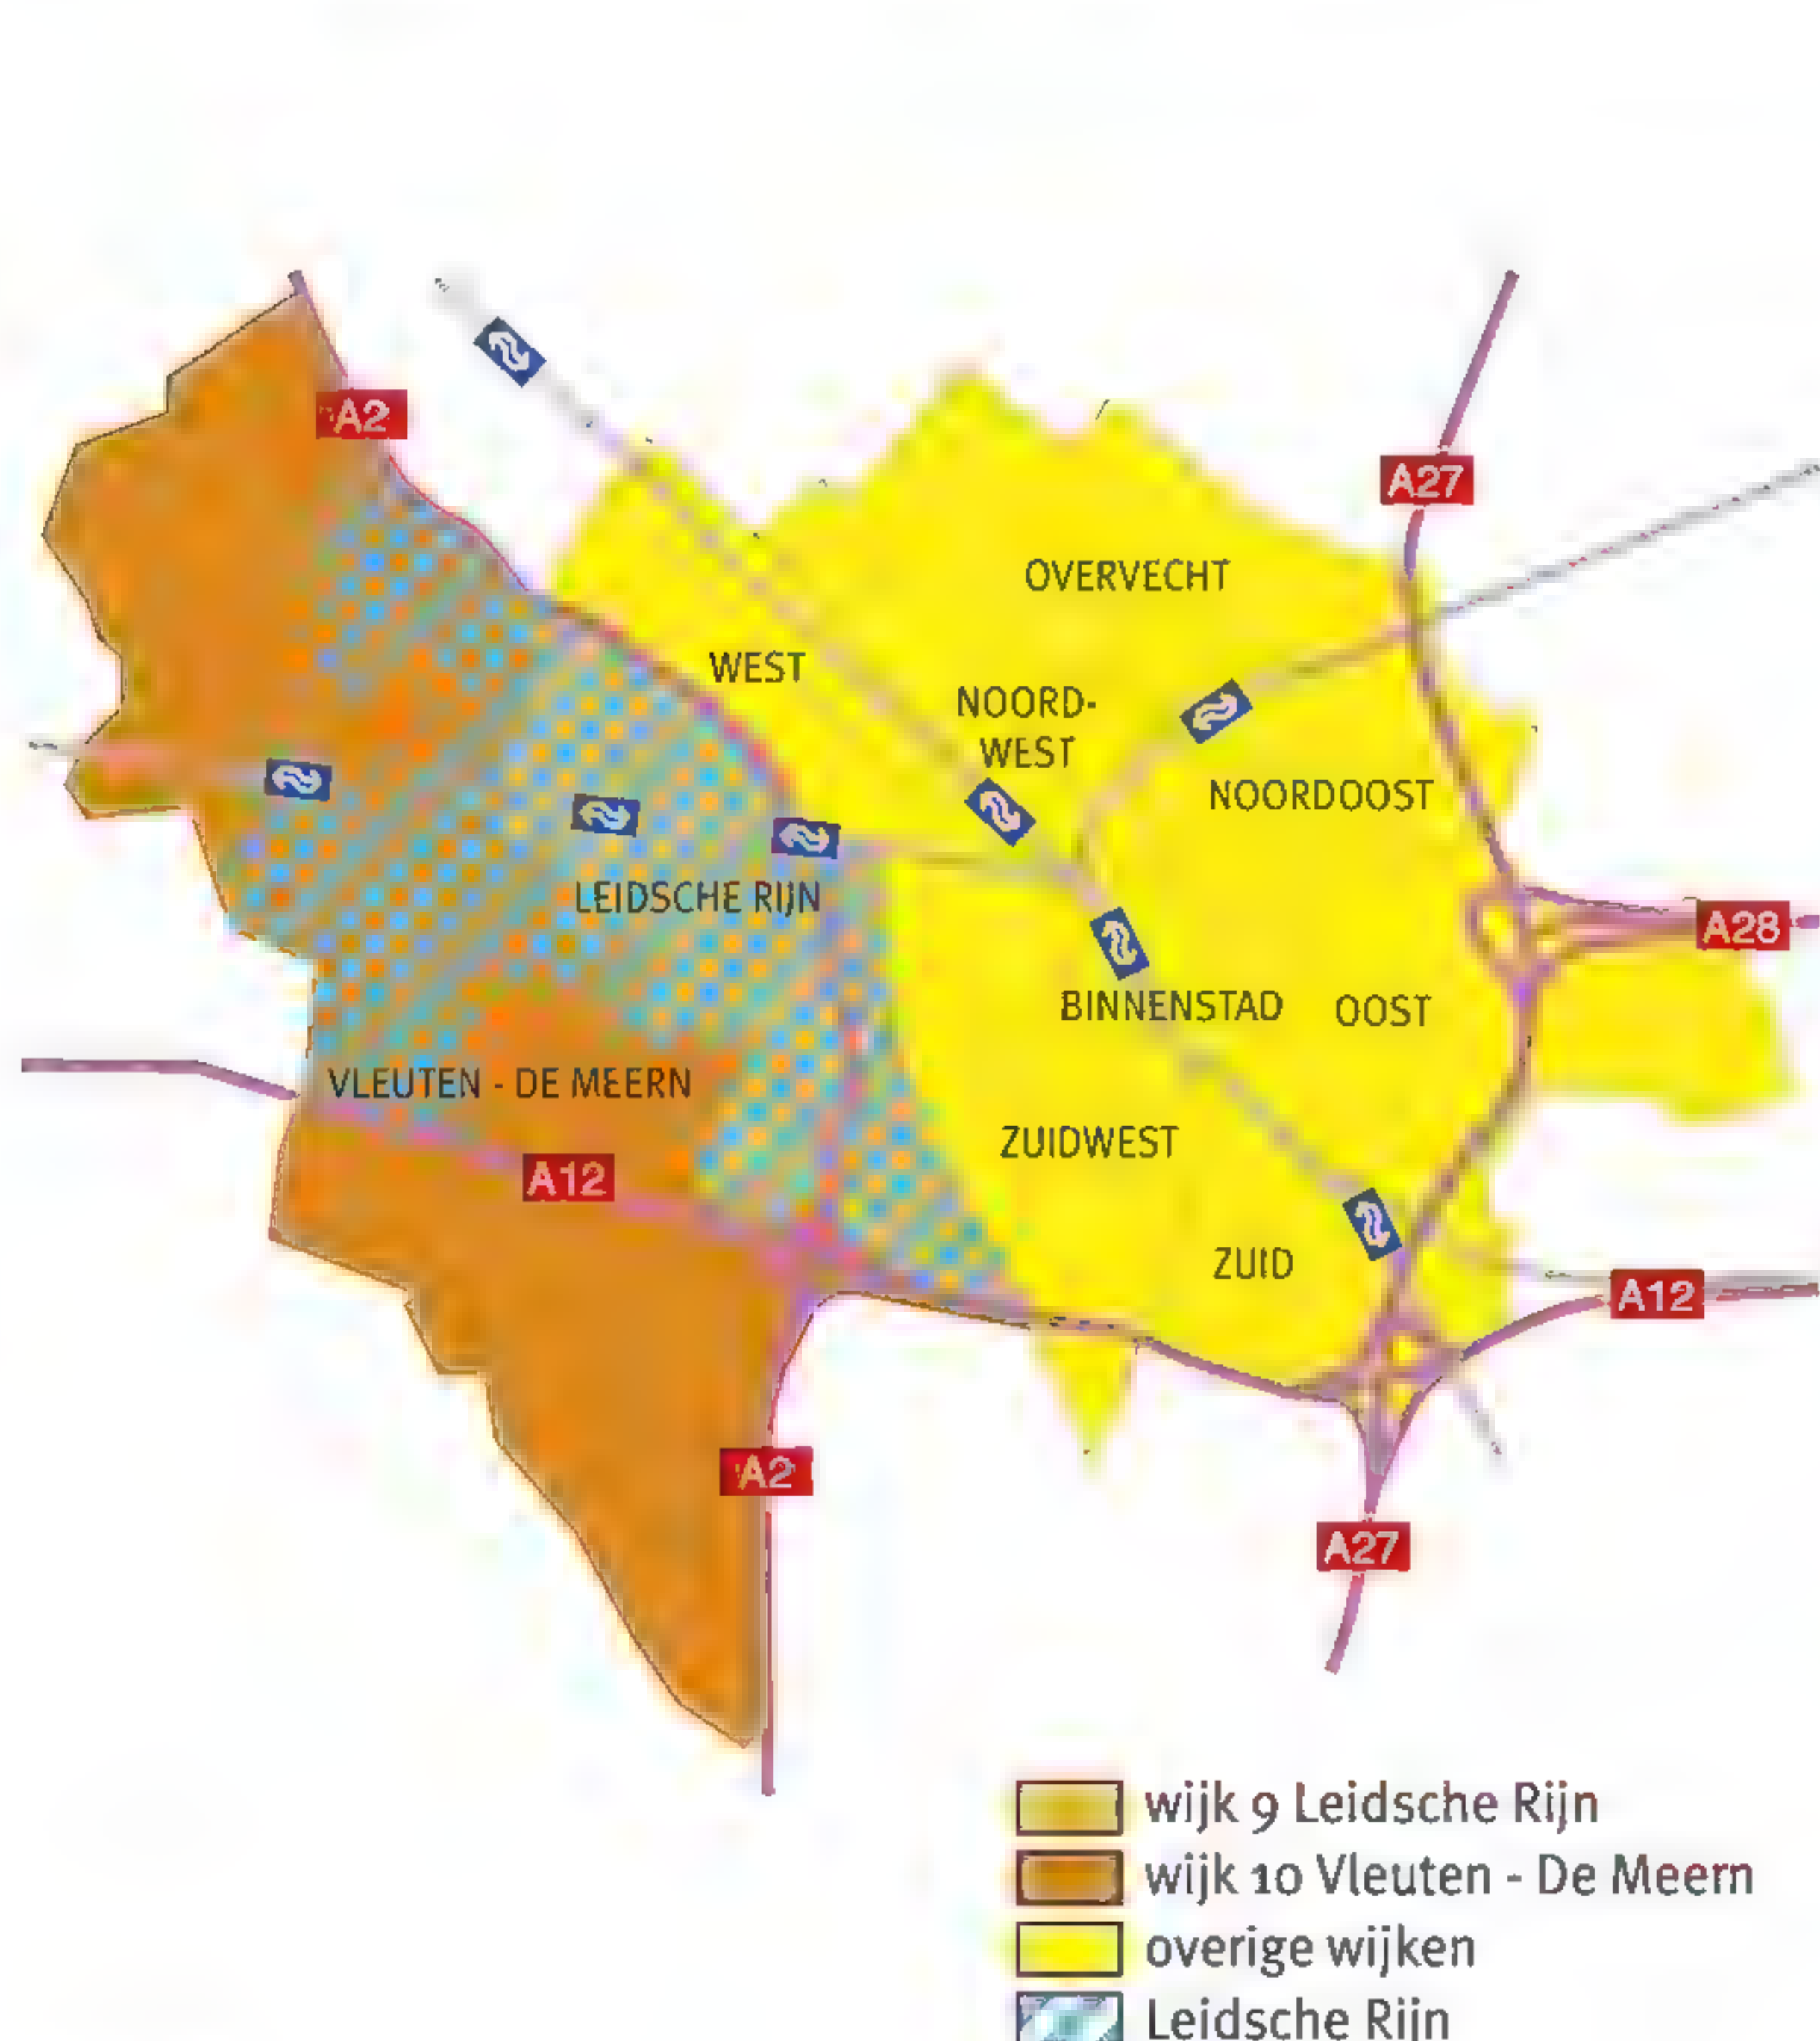 A2
A27
OVERVECHT
WEST
NOORD-
WEST
NOORDOOST
LEIDSCHE RIJN
A28
BINNENSTAD
OOST
VLEUTEN - DE MEERN
ZUIDWEST
A12
ZUID
A12
A2
A27
wijk 9 Leidsche Rijn
wijk 10 Vleuten - De Meern
overige wijken
Leidsche Rijn